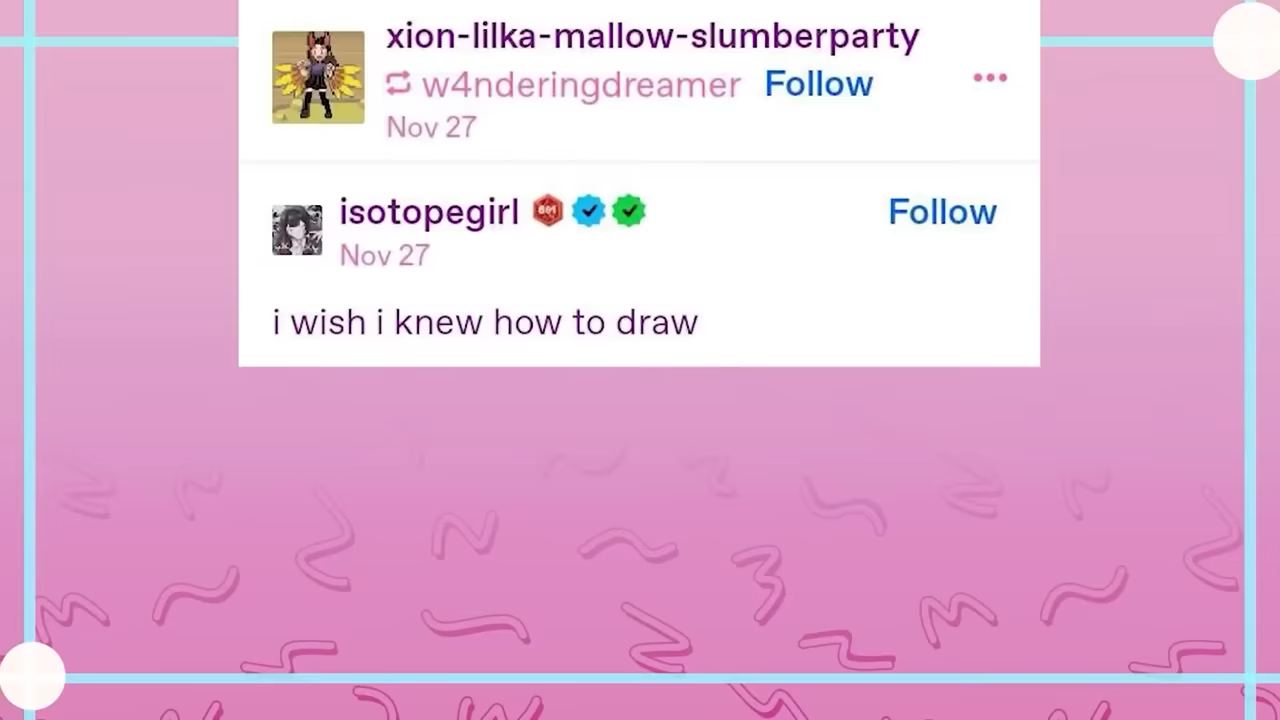 xion-lilka-mallow-slumberparty
w4nderingdreamer Follow
Nov 27
isotopegirl Follow
Nov 27
i wish i knew how to draw